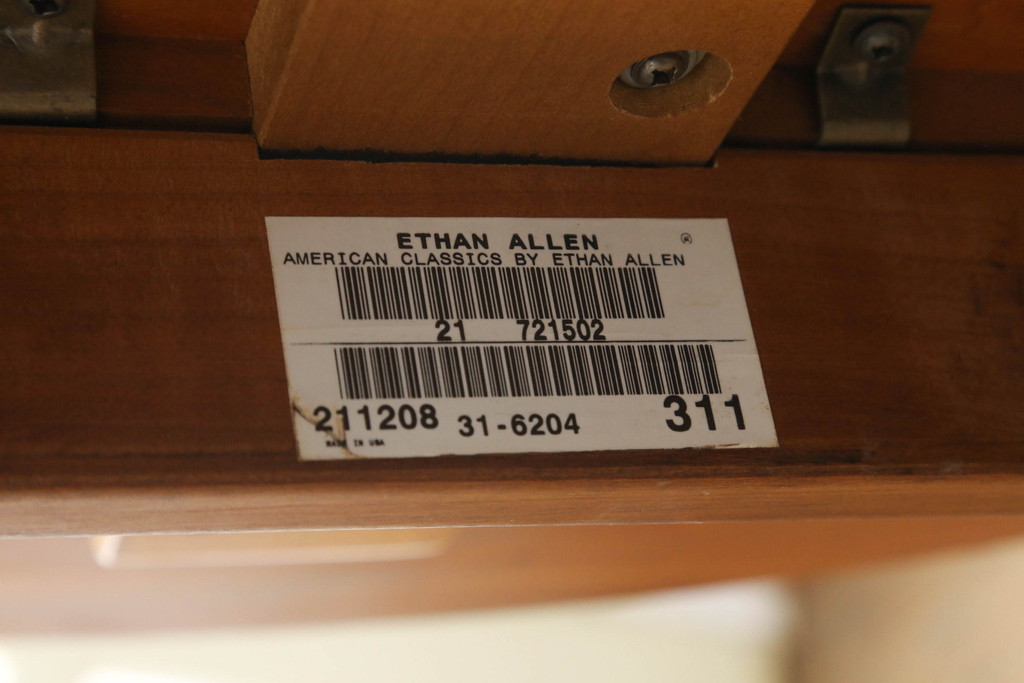 ETHAN ALLEN ®
AMERICAN CLASSICS BY ETHAN ALLEN
21 721502
211208 31-6204 311
MADE IN USA